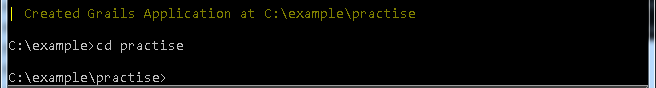 | Created Grails Application at C:\example\practise
C:\example>cd practise
C:\example\practise>